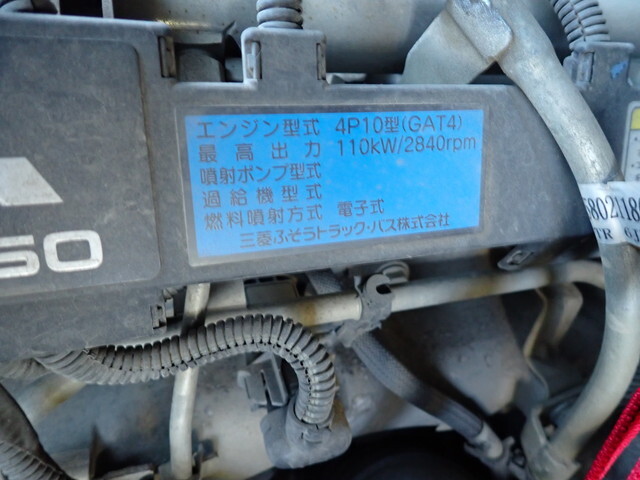 エンジン型式 4P10型(GAT4)
最高出力 110kW/2840rpm
噴射ポンプ型式
過給機型式
燃料噴射方式 電子式
三菱ふそうトラック・バス株式会社
50